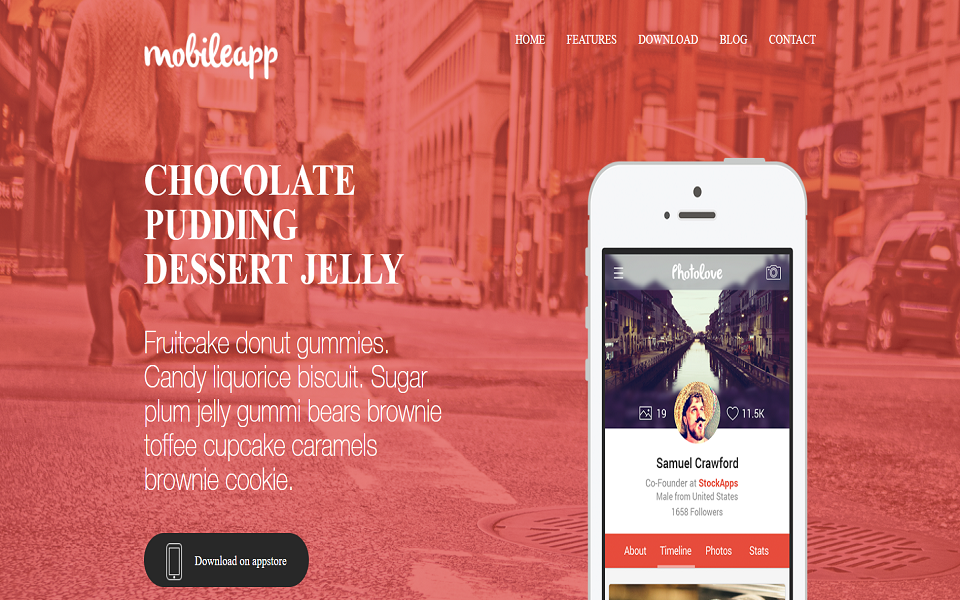 mobileapp
HOME FEATURES DOWNLOAD BLOG CONTACT
CHOCOLATE
PUDDING
DESSERT JELLY
Fruitcake donut gummies.
Candy liquorice biscuit. Sugar
plum jelly gummi bears brownie
toffee cupcake caramels
brownie cookie.
Download on appstore
Photolove
19
11.5K
Samuel Crawford
Co-Founder at StockApps
Male from United States
1658 Followers
About Timeline Photos Stats